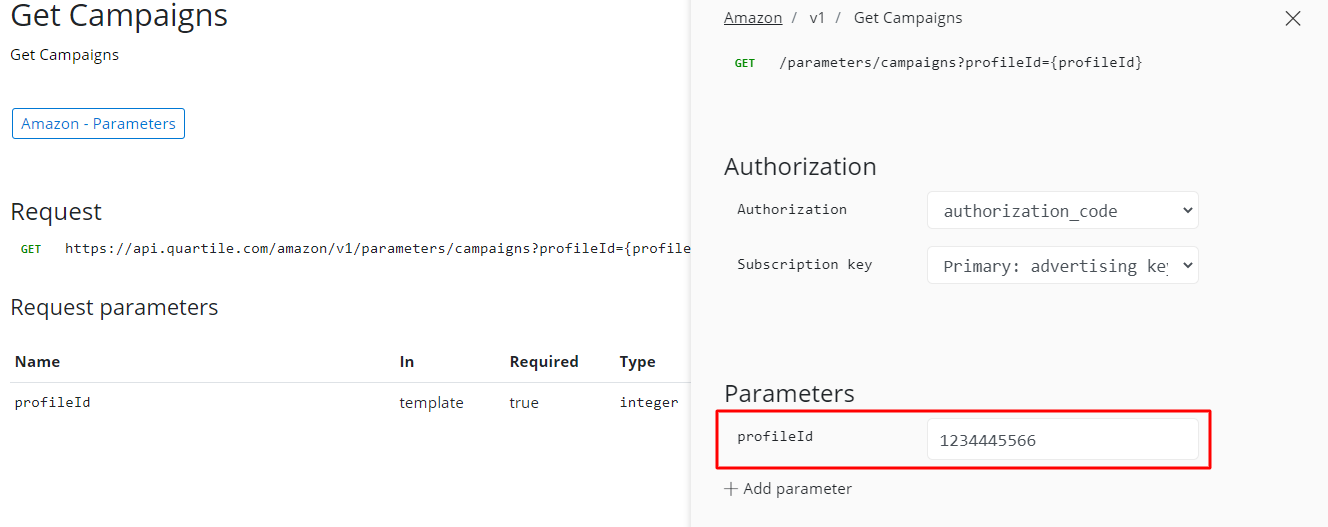 Get Campaigns
Get Campaigns
Amazon - Parameters
Request
GET https://api.quartile.com/amazon/v1/parameters/campaigns?profileId={profile
Request parameters
Name In Required Type
profileId template true integer
Amazon / v1 / Get Campaigns
GET /parameters/campaigns?profileId={profileId}
Authorization
Authorization authorization_code
Subscription key Primary: advertising key
Parameters
profileId 1234445566
+ Add parameter